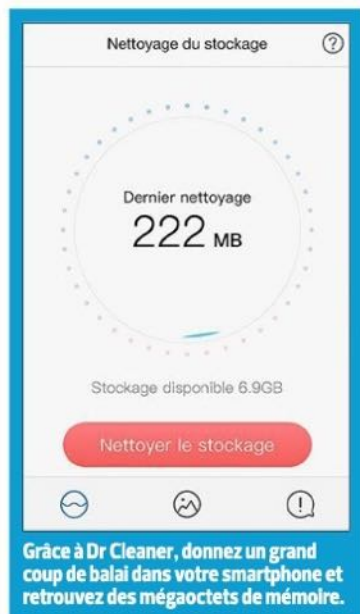 Nettoyage du stockage ?
Dernier nettoyage
222 MB
Stockage disponible 6.9GB
Nettoyer le stockage
Grâce à Dr Cleaner, donnez un grand
coup de balai dans votre smartphone et
retrouvez des mégaoctets de mémoire.